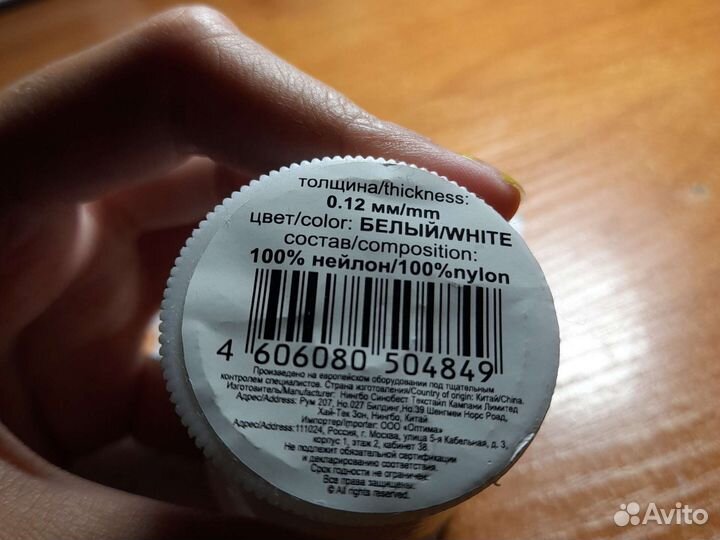 толщина/thickness:
0.12 мм/mm
цвет/color: БЕЛЫЙ/WHITE
состав/composition:
100% нейлон/100%nylon
4 606080 504849
Произведено на европейском оборудовании под тщательным
контролем специалистов. Страна изготовления/Country of origin: Китай/China.
Изготовитель/Manufacturer: Нингбо Синобест Текстайл Кампани Лимитед
Адрес/Address: Рум 207, Но.027 Билдинг,Но.39 Шенгмеи Норс Роад,
Хай-Тек Зон, Нингбо, Китай
Импортер/Importer: ООО «Оптима»
Адрес/Address: 111024, Россия, г. Москва, улица 5-я Кабельная, д. 3,
корпус 1, этаж 2, кабинет 38.
Не подлежит обязательной сертификации
и декларированию соответствия.
Срок годности не ограничен.
Все права защищены.
© All rights reserved.
Avito